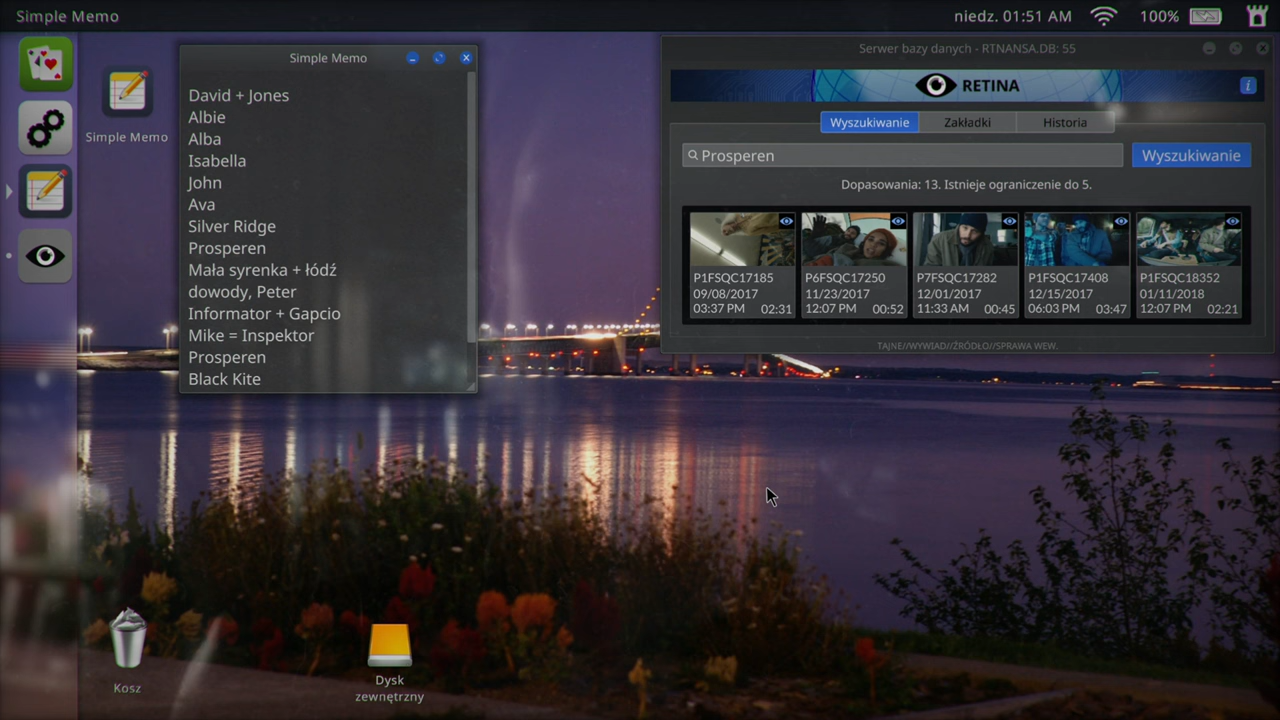 Simple Memo
niedz. 01:51 AM
100%
Simple Memo
Simple Memo
David + Jones
Albie
Alba
Isabella
John
Ava
Silver Ridge
Prosperen
Mała syrenka + łódź
dowody, Peter
Informator + Gapcio
Mike = Inspektor
Prosperen
Black Kite
Serwer bazy danych - RTNANSA.DB: 55
RETINA
i
Wyszukiwanie
Zakładki
Historia
Prosperen
Wyszukiwanie
Dopasowania: 13. Istnieje ograniczenie do 5.
P1FSQC17185
09/08/2017
03:37 PM 02:31
P6FSQC17250
11/23/2017
12:07 PM 00:52
P7FSQC17282
12/01/2017
11:33 AM 00:45
P1FSQC17408
12/15/2017
06:03 PM 03:47
P1FSQC18352
01/11/2018
12:07 PM 02:21
TAJNE//WYWIAD//ŹRÓDŁO//SPRAWA WEW.
Kosz
Dysk
zewnętrzny